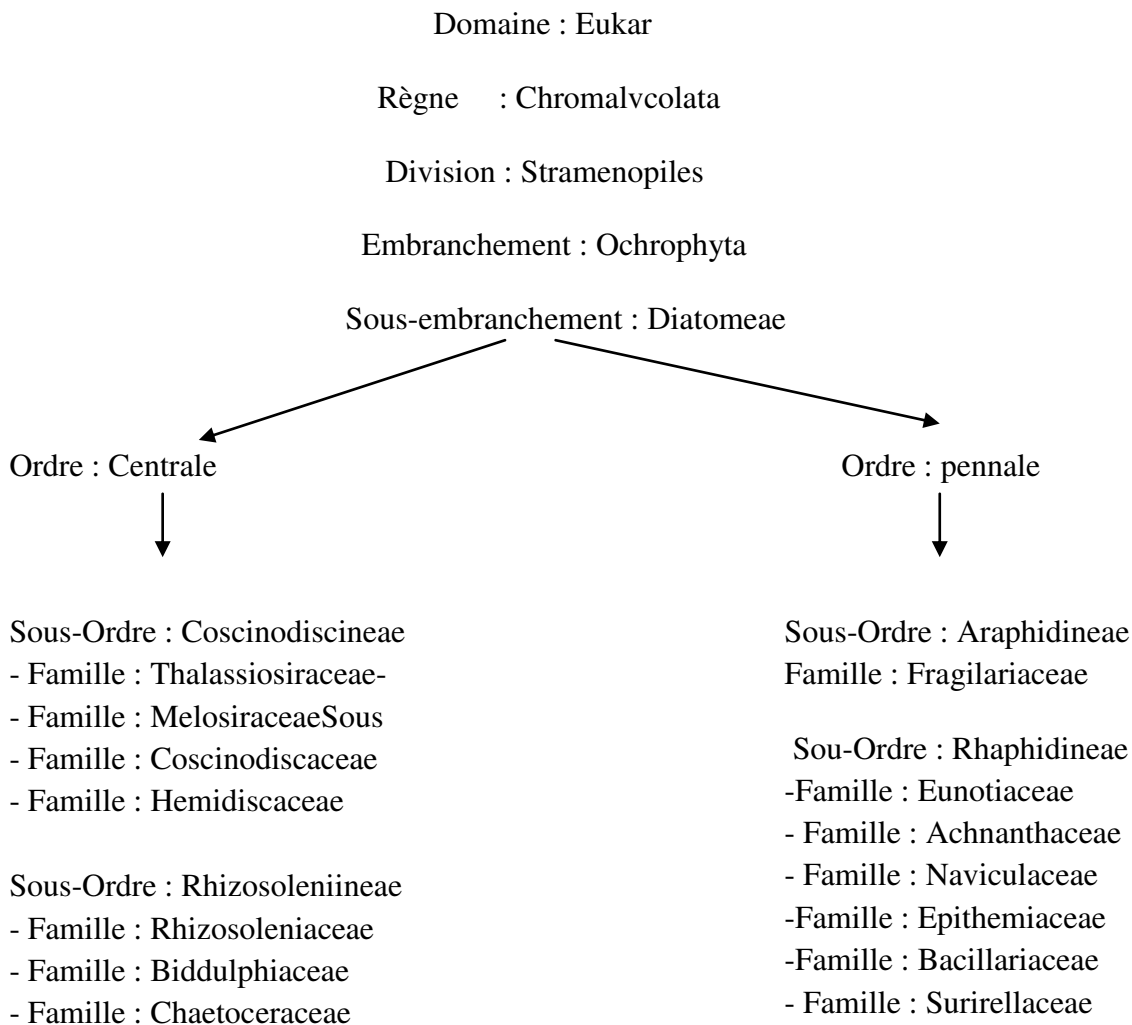 Domaine : Eukar
Règne : Chromalvcolata
Division : Stramenopiles
Embranchement : Ochrophyta
Sous-embranchement : Diatomeae
Ordre : Centrale
Sous-Ordre : Coscinodiscineae
- Famille : Thalassiosiraceae-
- Famille : MelosiraceaeSous
- Famille : Coscinodiscaceae
- Famille : Hemidiscaceae
Sous-Ordre : Rhizosoleniineae
- Famille : Rhizosoleniaceae
- Famille : Biddulphiaceae
- Famille : Chaetoceraceae
Ordre : pennale
Sous-Ordre : Araphidineae
Famille : Fragilariaceae
Sou-Ordre : Rhaphidineae
-Famille : Eunotiaceae
- Famille : Achnanthaceae
- Famille : Naviculaceae
-Famille : Epithemiaceae
-Famille : Bacillariaceae
- Famille : Surirellaceae